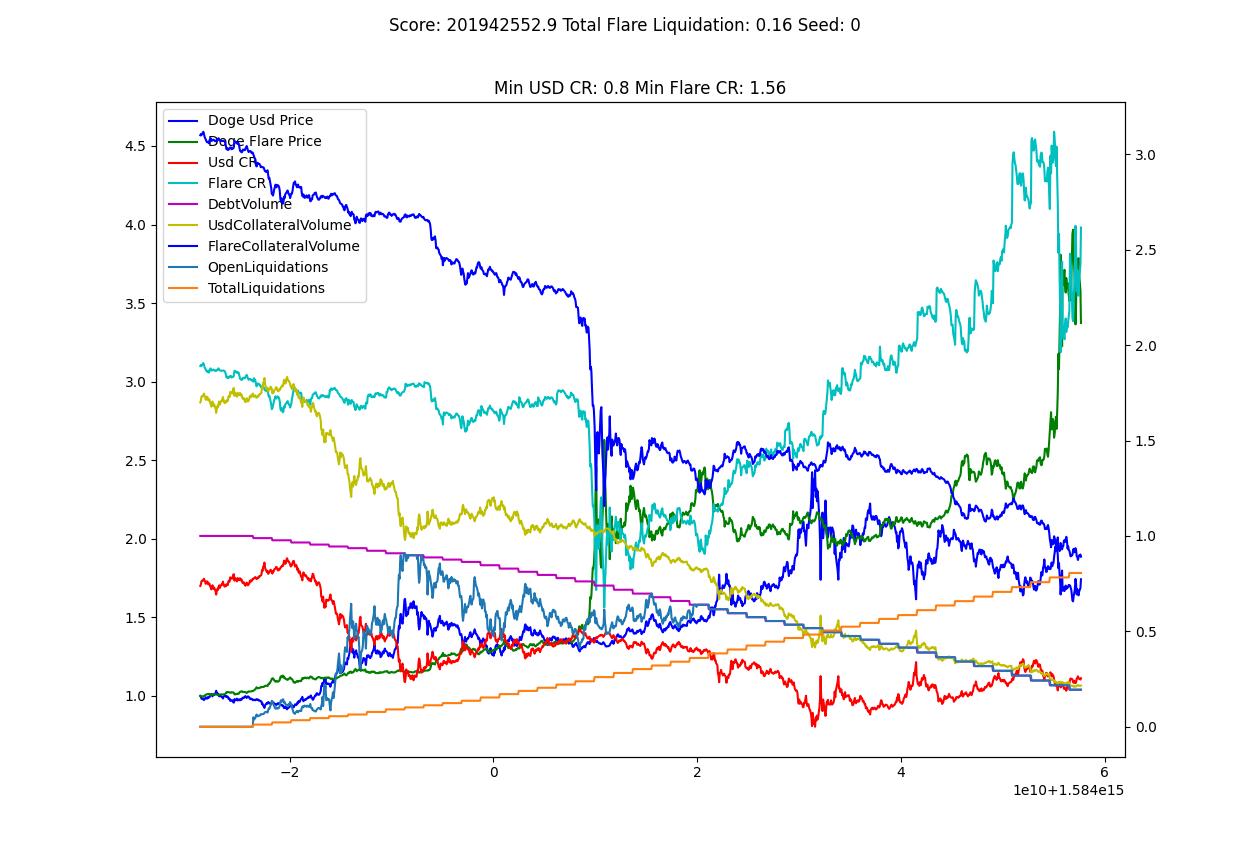 Score: 201942552.9 Total Flare Liquidation: 0.16 Seed: 0
Min USD CR: 0.8 Min Flare CR: 1.56
Doge Usd Price
Doge Flare Price
Usd CR
Flare CR
DebtVolume
UsdCollateralVolume
FlareCollateralVolume
OpenLiquidations
TotalLiquidations
4.5
4.0
3.5
3.0
2.5
2.0
1.5
1.0
3.0
2.5
2.0
1.5
1.0
0.5
0.0
−2 0 2 4 6
1e10+1.584e15